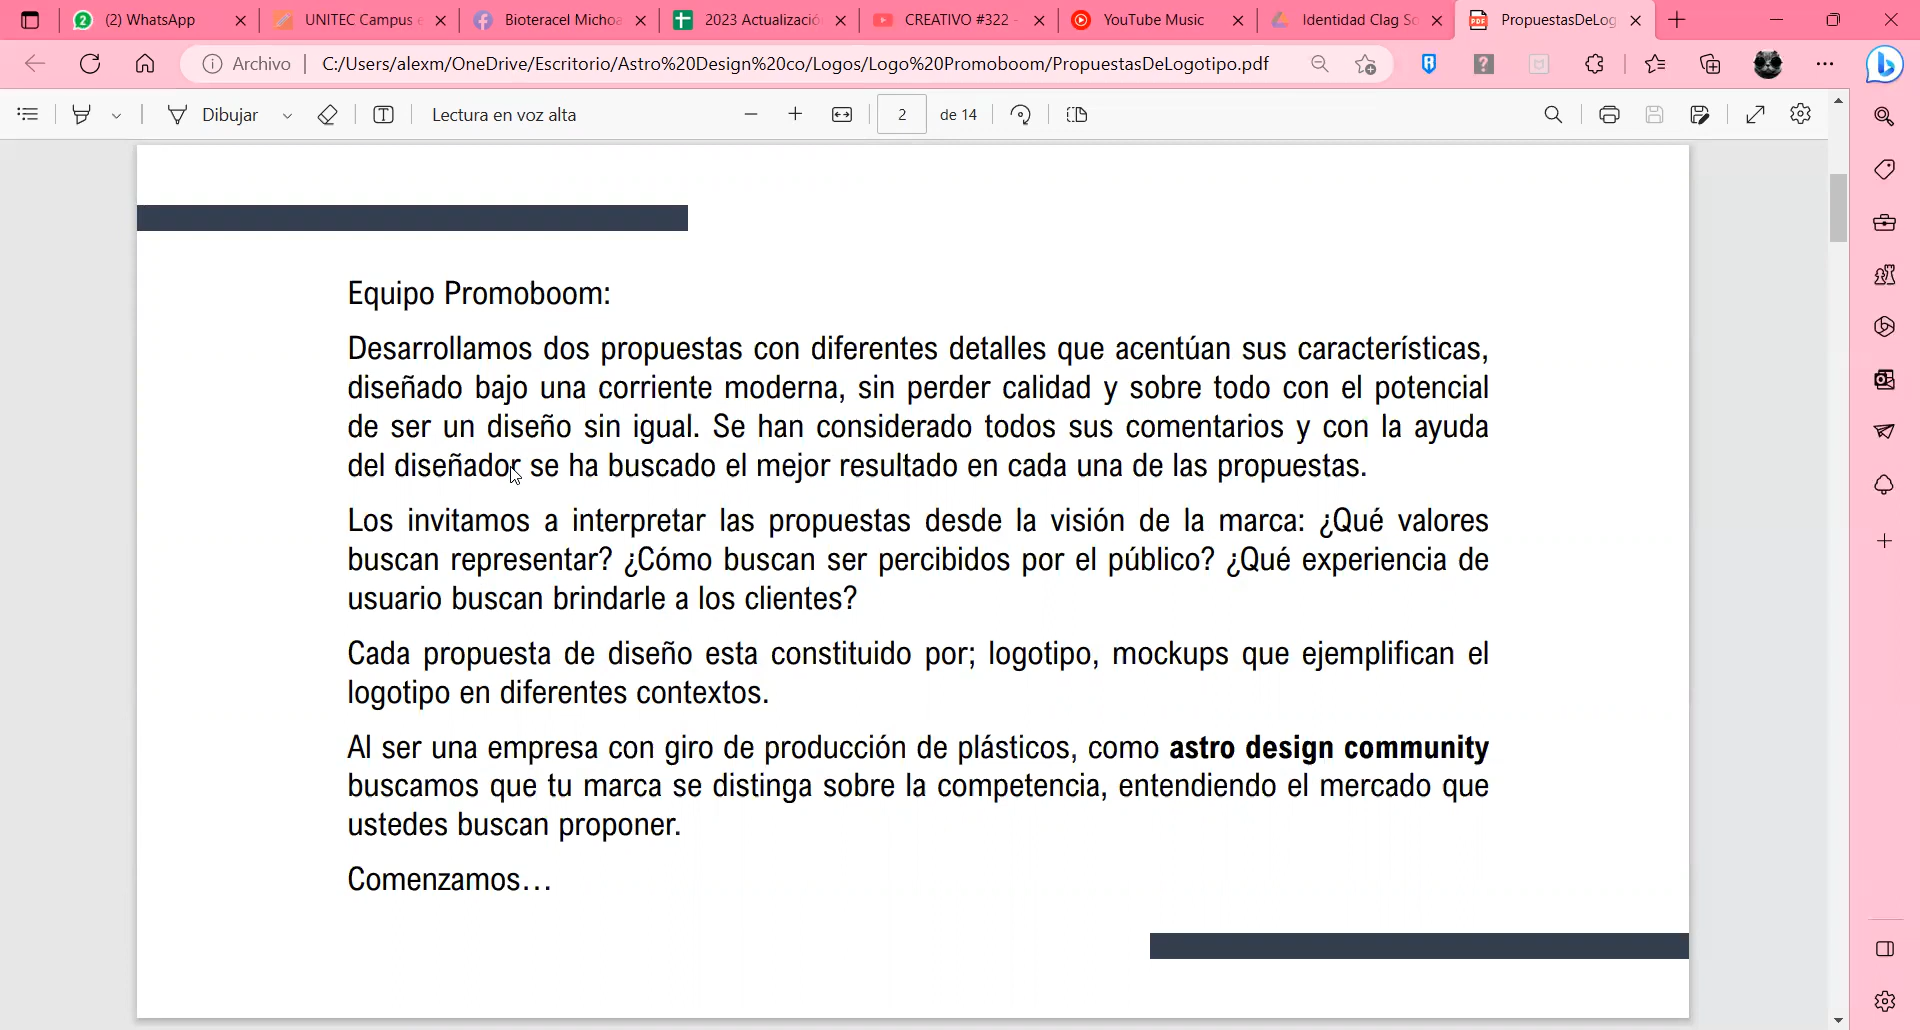 (2) WhatsApp
UNITEC Campus e
Bioteracel Michoa
2023 Actualizació
CREATIVO #322 -
YouTube Music
Identidad Clag So
PropuestasDeLog
Archivo
C:/Users/alexm/OneDrive/Escritorio/Astro%20Design%20co/Logos/Logo%20Promoboom/PropuestasDeLogotipo.pdf
Dibujar
Lectura en voz alta
2
de 14
Equipo Promoboom:
Desarrollamos dos propuestas con diferentes detalles que acentúan sus características,
diseñado bajo una corriente moderna, sin perder calidad y sobre todo con el potencial
de ser un diseño sin igual. Se han considerado todos sus comentarios y con la ayuda
del diseñador se ha buscado el mejor resultado en cada una de las propuestas.
Los invitamos a interpretar las propuestas desde la visión de la marca: ¿Qué valores
buscan representar? ¿Cómo buscan ser percibidos por el público? ¿Qué experiencia de
usuario buscan brindarle a los clientes?
Cada propuesta de diseño esta constituido por; logotipo, mockups que ejemplifican el
logotipo en diferentes contextos.
Al ser una empresa con giro de producción de plásticos, como astro design community
buscamos que tu marca se distinga sobre la competencia, entendiendo el mercado que
ustedes buscan proponer.
Comenzamos…